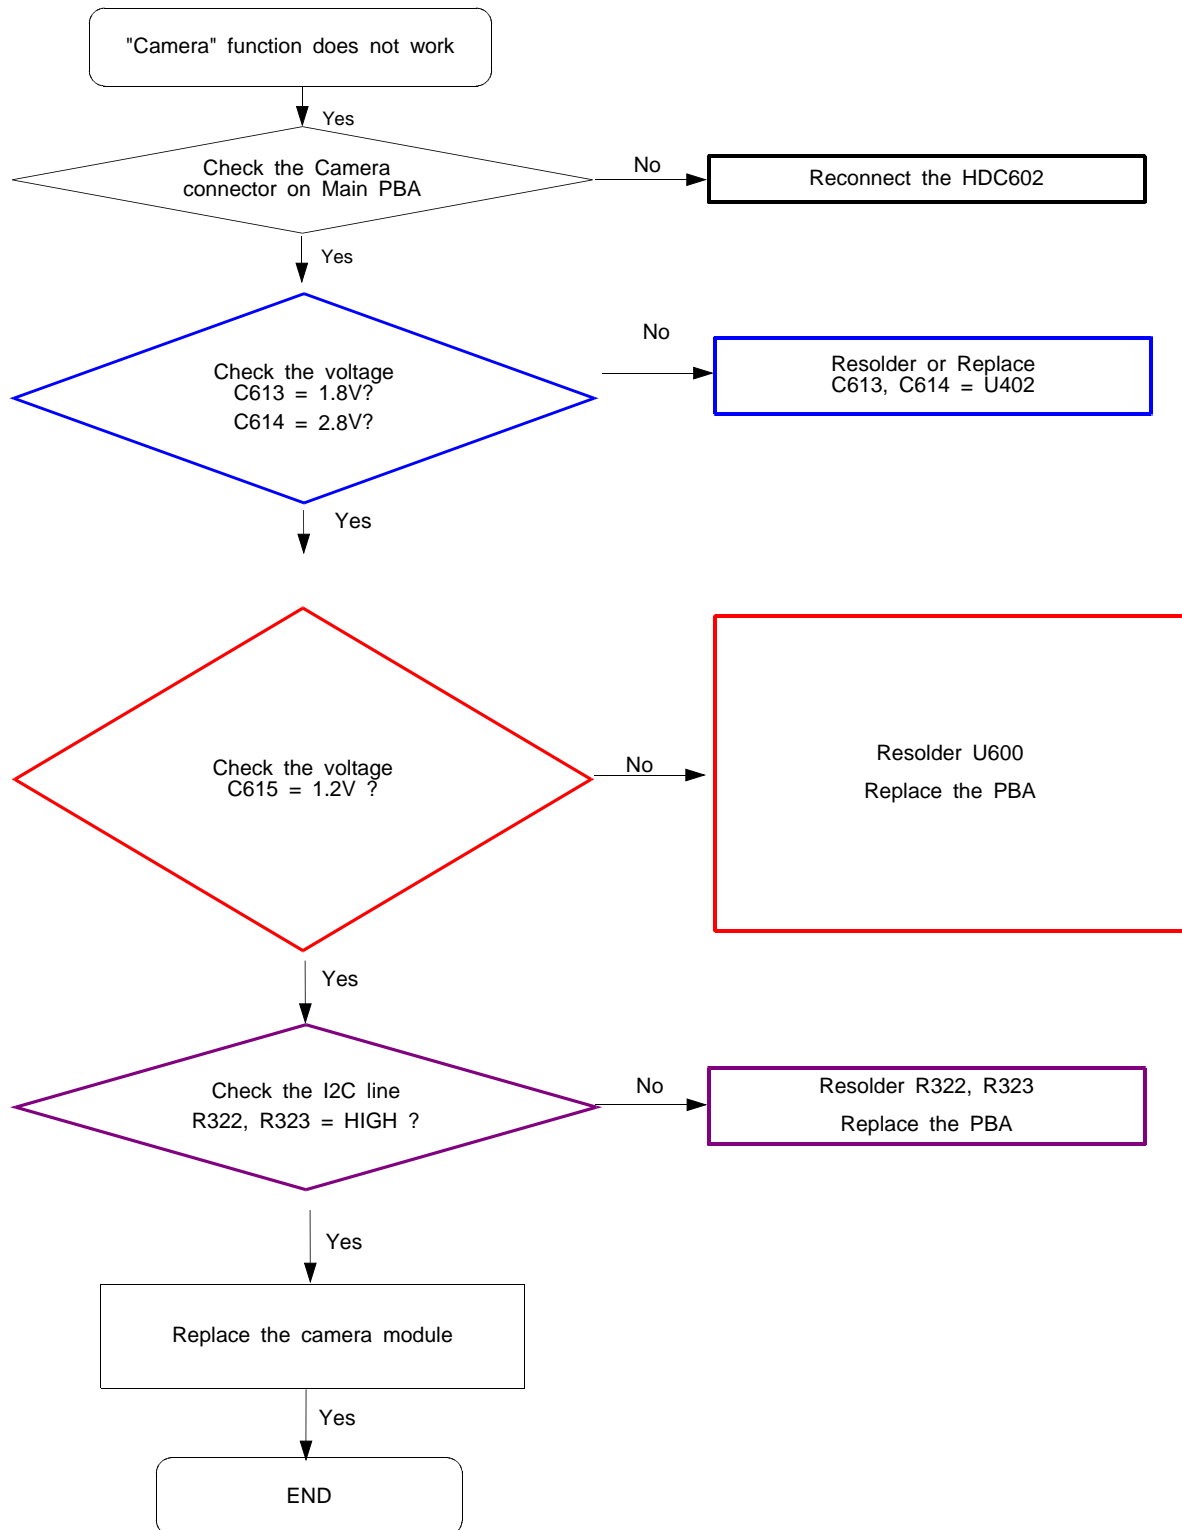 "Camera" function does not work
Yes
Check the Camera
connector on Main PBA
No
Reconnect the HDC602
Yes
Check the voltage
C613 = 1.8V?
C614 = 2.8V?
No
Resolder or Replace
C613, C614 = U402
Yes
Check the voltage
C615 = 1.2V ?
No
Resolder U600
Replace the PBA
Yes
Check the I2C line
R322, R323 = HIGH ?
No
Resolder R322, R323
Replace the PBA
Yes
Replace the camera module
Yes
END